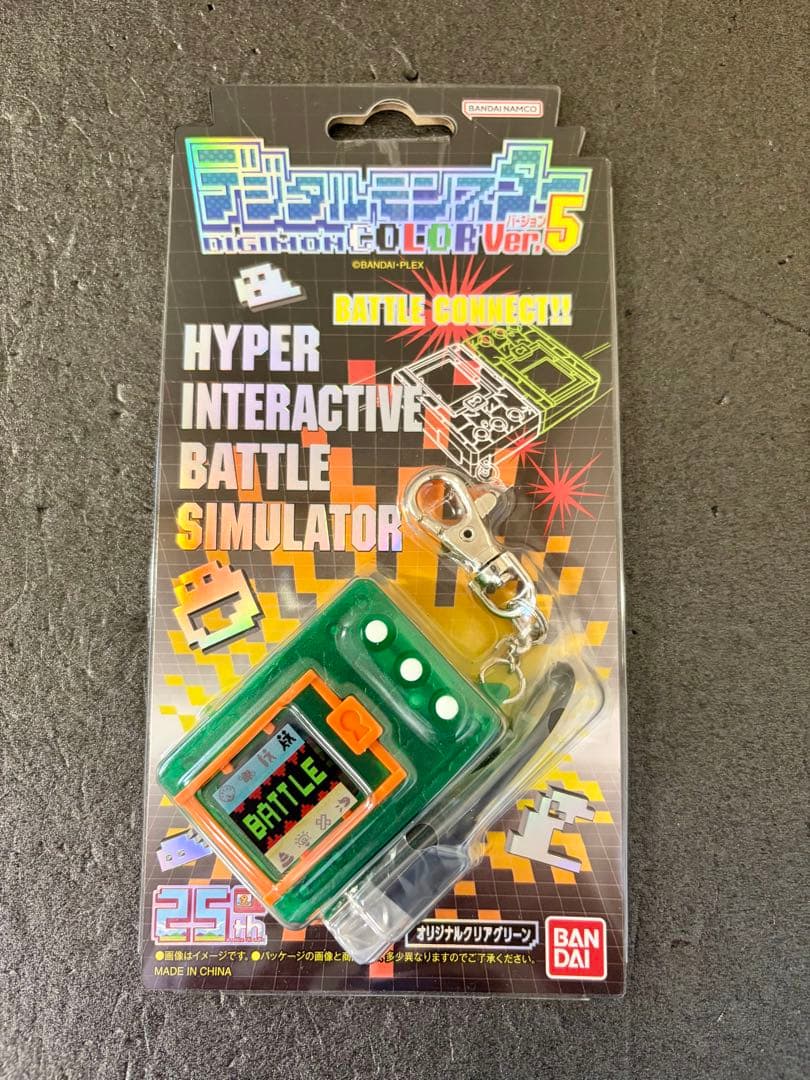 BANDAI NAMCO
デジタルモンスター
バージョン
DIGIMON COLOR Ver.5
©BANDAI・PLEX
BATTLE CONNECT!!
HYPER
INTERACTIVE
BATTLE
SIMULATOR
BATTLE
25th
オリジナルクリアグリーン
BAN
DAI
●画像はイメージです。●パッケージの画像と商
多少異なりますのでご了承ください。
MADE IN CHINA